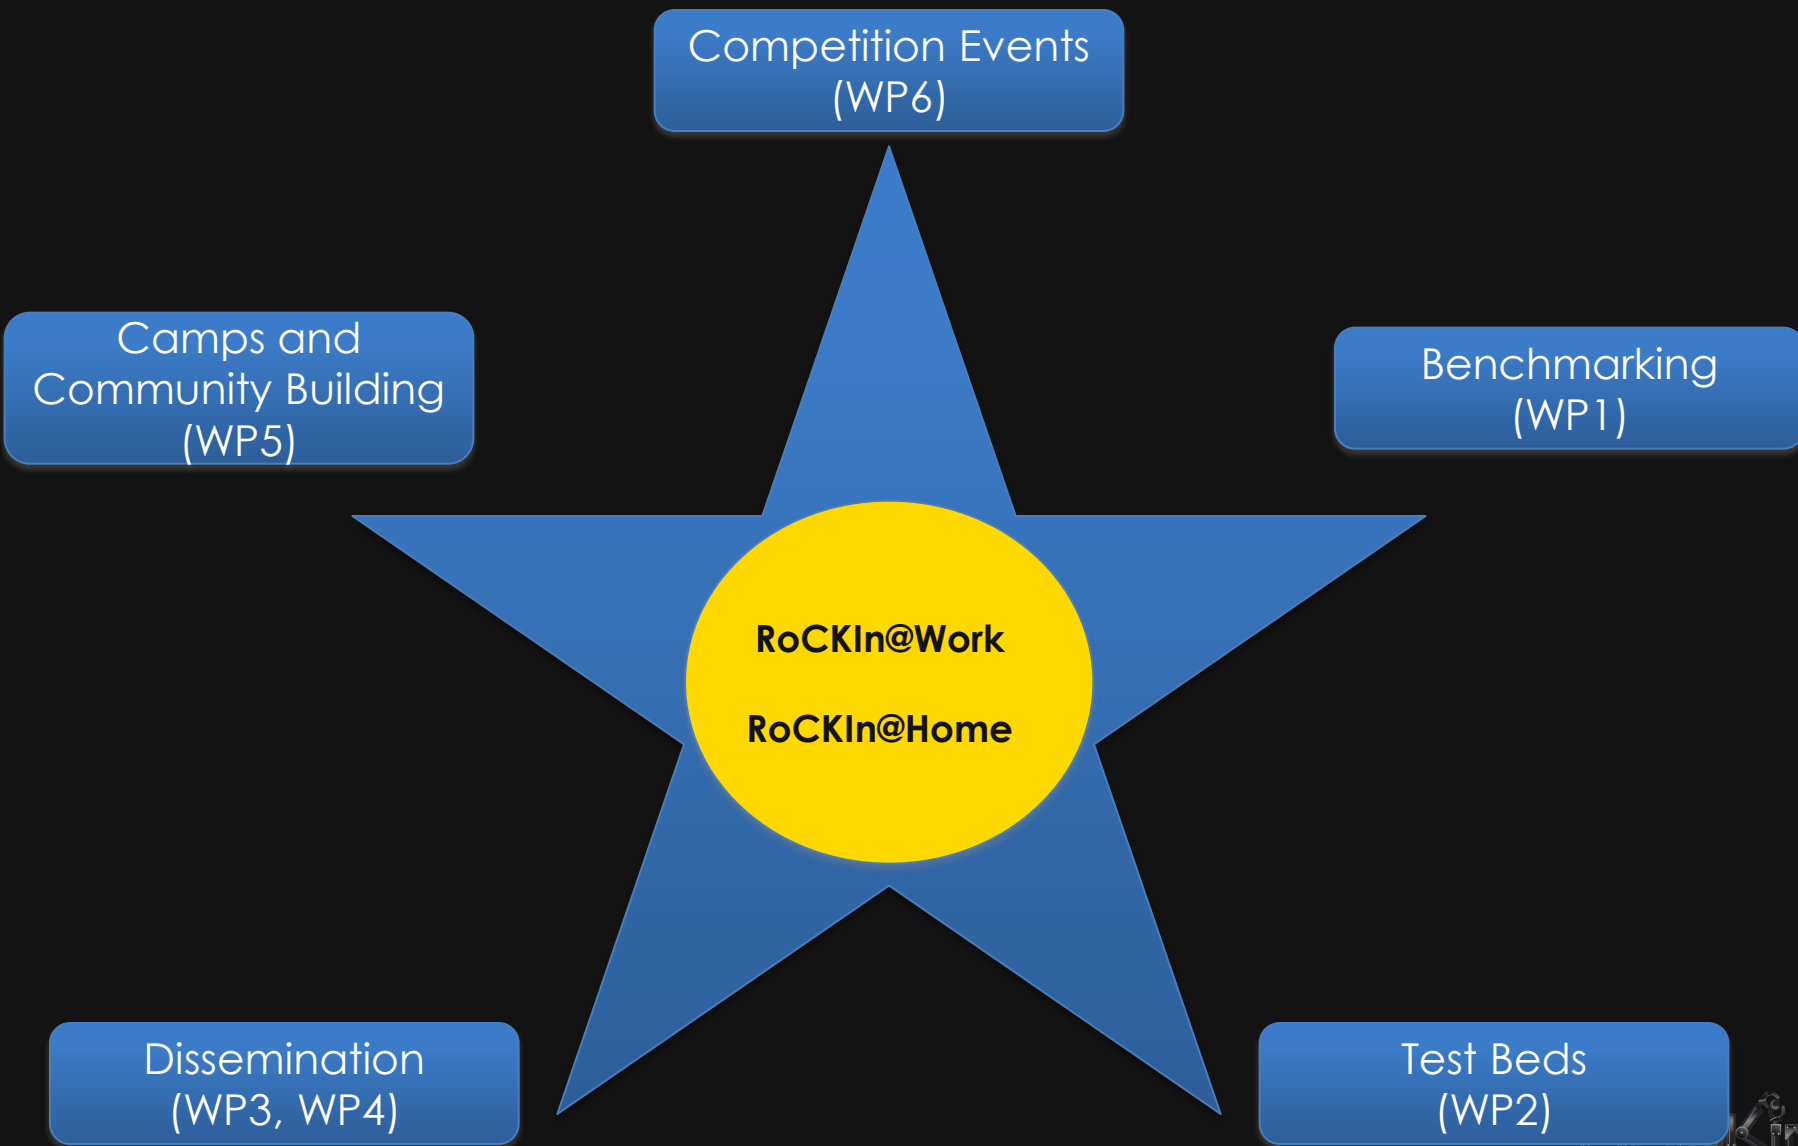 Competition Events
(WP6)
Camps and
Community Building
(WP5)
Benchmarking
(WP1)
RoCKIn@Work
RoCKIn@Home
Dissemination
(WP3, WP4)
Test Beds
(WP2)